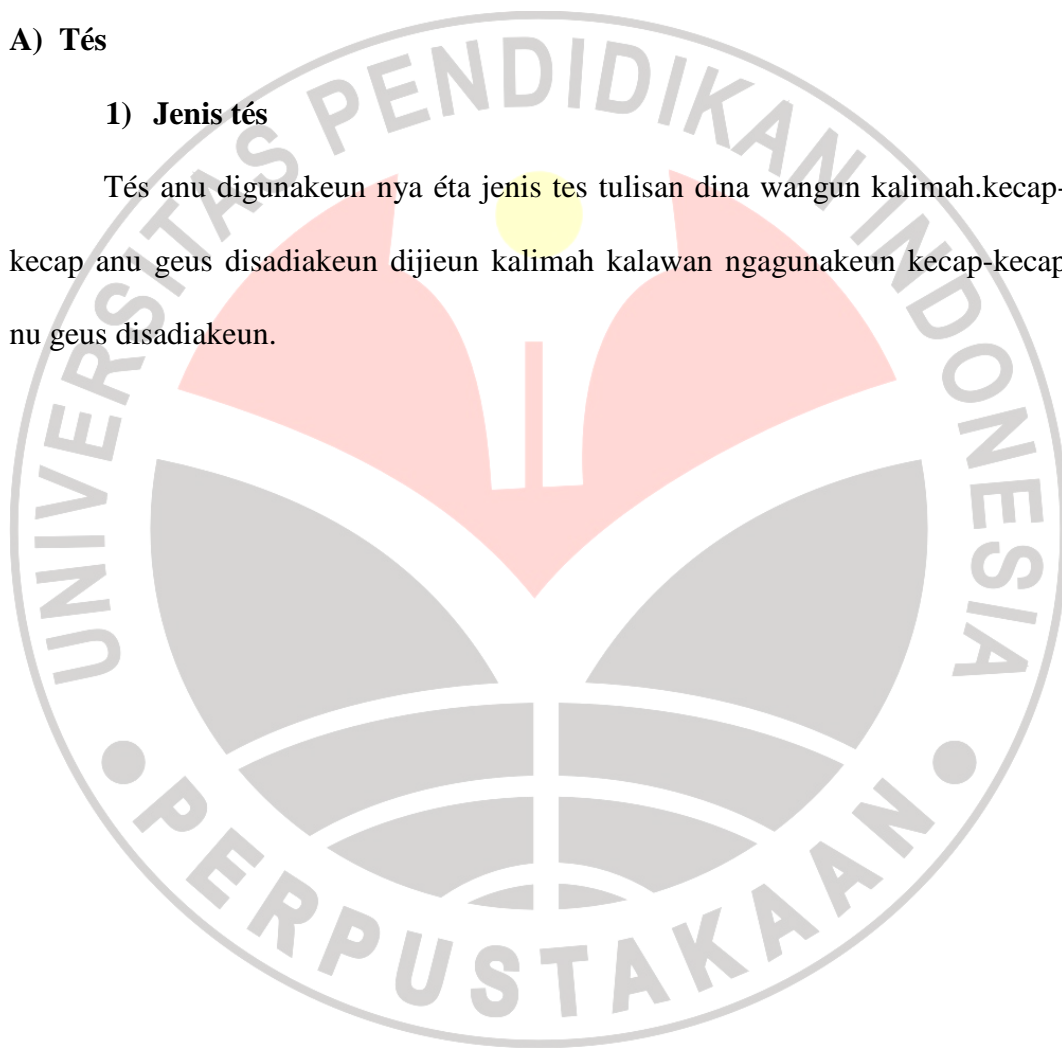 A) Tés
1) Jenis tés
Tés anu digunakeun nya éta jenis tes tulisan dina wangun kalimah.kecap-
kecap anu geus disadiakeun dijieun kalimah kalawan ngagunakeun kecap-kecap
nu geus disadiakeun.
UNIVERSITAS PENDIDIKAN INDONESIA
PERPUSTAKAAN